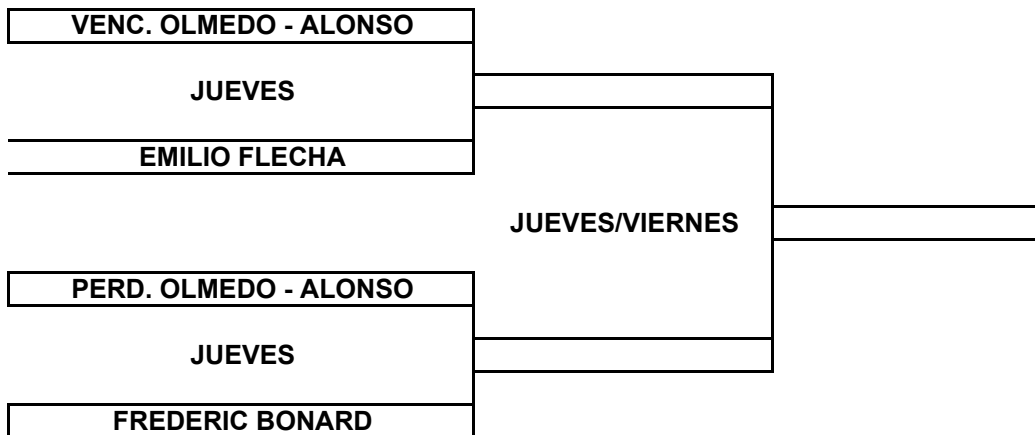 VENC. OLMEDO - ALONSO
JUEVES
EMILIO FLECHA
JUEVES/VIERNES
PERD. OLMEDO - ALONSO
JUEVES
FREDERIC BONARD